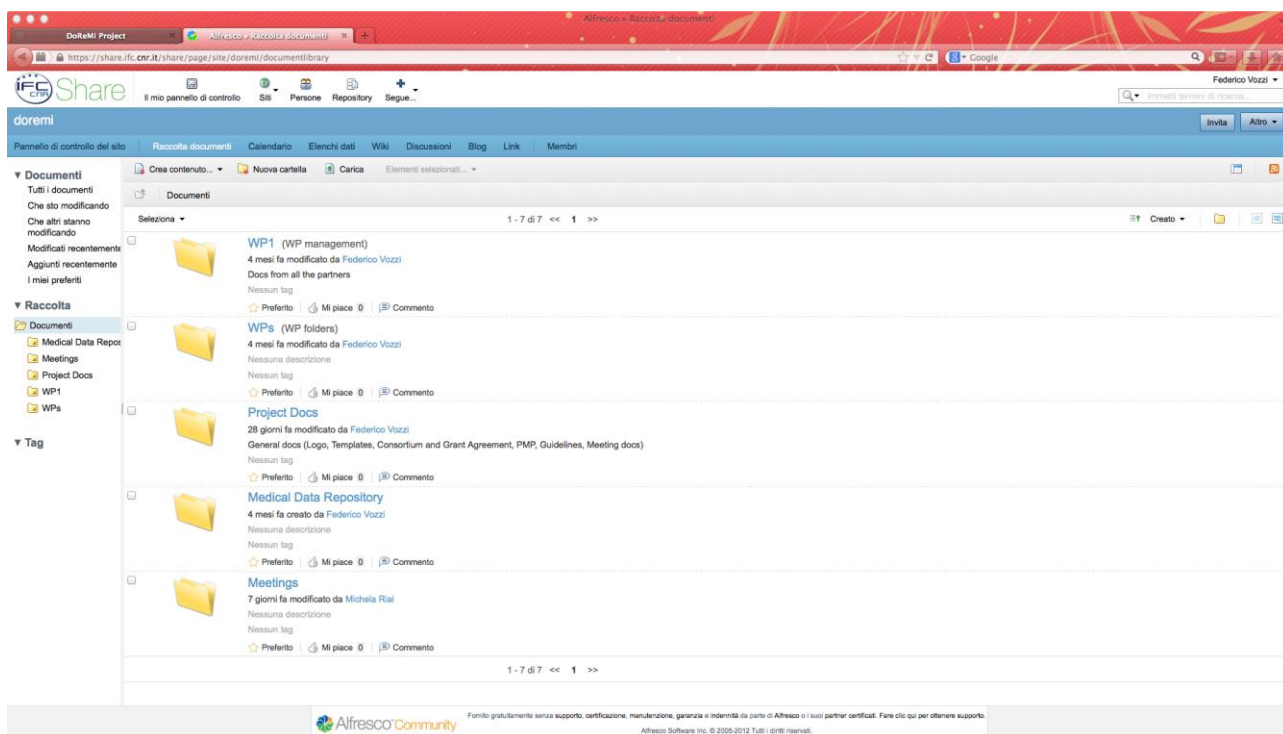 Alfresco » Raccolta documenti
DoReMi Project
Alfresco » Raccolta documenti
https://share.ifc.cnr.it/share/page/site/doremi/documentlibrary
Google
Federico Vozzi
iFC CNR Share
Il mio pannello di controllo Siti Persone Repository Segue...
Immetti termini di ricerca...
doremi
Invita Altro
Pannello di controllo del sito Raccolta documenti Calendario Elenchi dati Wiki Discussioni Blog Link Membri
Crea contenuto... Nuova cartella Carica Elementi selezionati...
Documenti
Seleziona 1 - 7 di 7 << 1 >> Creato
Documenti
Tutti i documenti
Che sto modificando
Che altri stanno
modificando
Modificati recentemente
Aggiunti recentemente
I miei preferiti
Raccolta
Documenti
Medical Data Repos
Meetings
Project Docs
WP1
WPs
Tag
WP1 (WP management)
4 mesi fa modificato da Federico Vozzi
Docs from all the partners
Nessun tag
Preferito Mi piace 0 Commento
WPs (WP folders)
4 mesi fa modificato da Federico Vozzi
Nessuna descrizione
Nessun tag
Preferito Mi piace 0 Commento
Project Docs
28 giorni fa modificato da Federico Vozzi
General docs (Logo, Templates, Consortium and Grant Agreement, PMP, Guidelines, Meeting docs)
Nessun tag
Preferito Mi piace 0 Commento
Medical Data Repository
4 mesi fa creato da Federico Vozzi
Nessuna descrizione
Nessun tag
Preferito Mi piace 0 Commento
Meetings
7 giorni fa modificato da Michela Rial
Nessuna descrizione
Nessun tag
Preferito Mi piace 0 Commento
1 - 7 di 7 << 1 >>
Alfresco Community
Fornito gratuitamente senza supporto, certificazione, manutenzione, garanzia e indennità da parte di Alfresco o i suoi partner certificati. Fare clic qui per ottenere supporto.
Alfresco Software Inc. © 2005-2012 Tutti i diritti riservati.